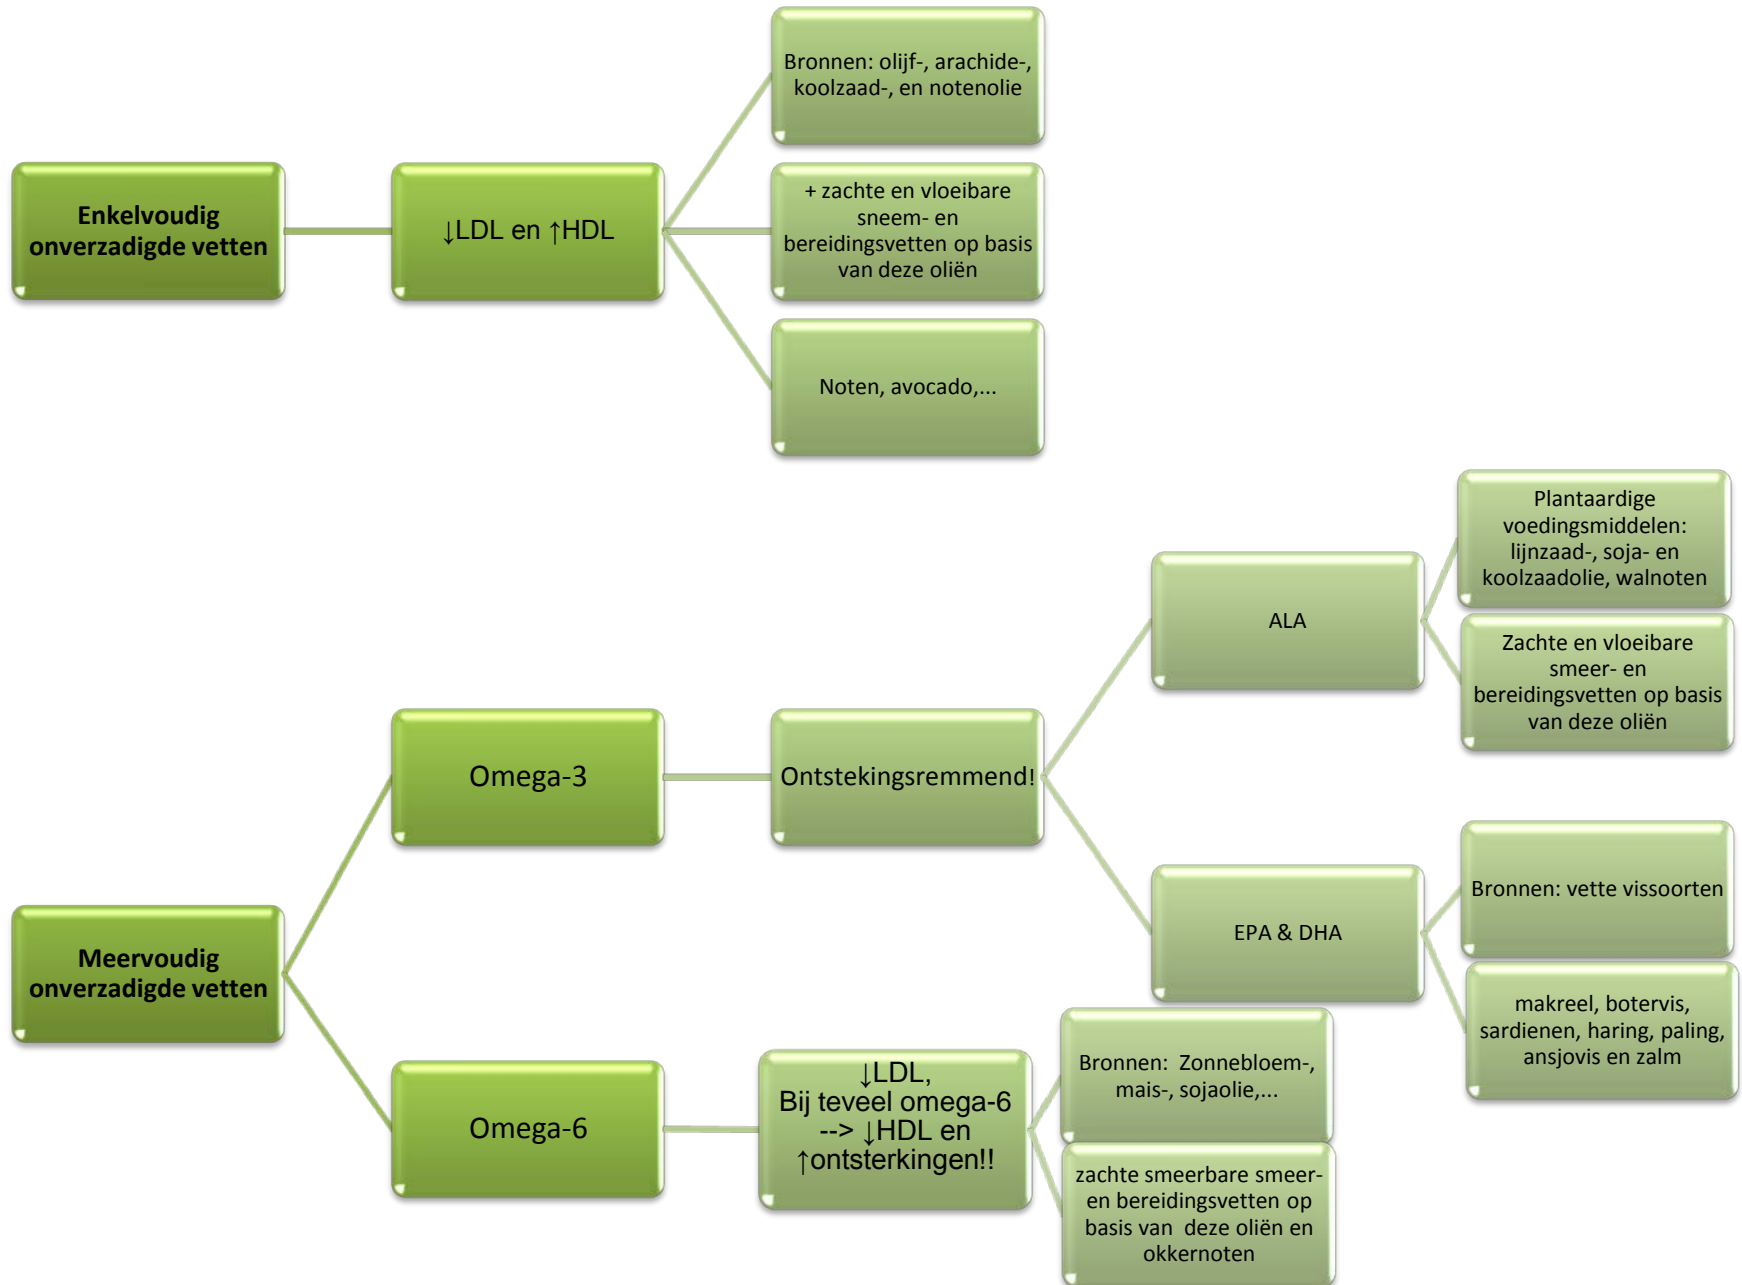 Enkelvoudig
onverzadigde vetten
↓LDL en ↑HDL
Bronnen: olijf-, arachide-,
koolzaad-, en notenolie
+ zachte en vloeibare
sneem- en
bereidingsvetten op basis
van deze oliën
Noten, avocado,...
Meervoudig
onverzadigde vetten
Omega-3
Ontstekingsremmend!
ALA
Plantaardige
voedingsmiddelen:
lijnzaad-, soja- en
koolzaadolie, walnoten
Zachte en vloeibare
smeer- en
bereidingsvetten op basis
van deze oliën
EPA & DHA
Bronnen: vette vissoorten
makreel, botervis,
sardienen, haring, paling,
ansjovis en zalm
Omega-6
↓LDL,
Bij teveel omega-6
--> ↓HDL en
↑ontsterkingen!!
Bronnen: Zonnebloem-,
mais-, sojaolie,...
zachte smeerbare smeer-
en bereidingsvetten op
basis van deze oliën en
okkernoten